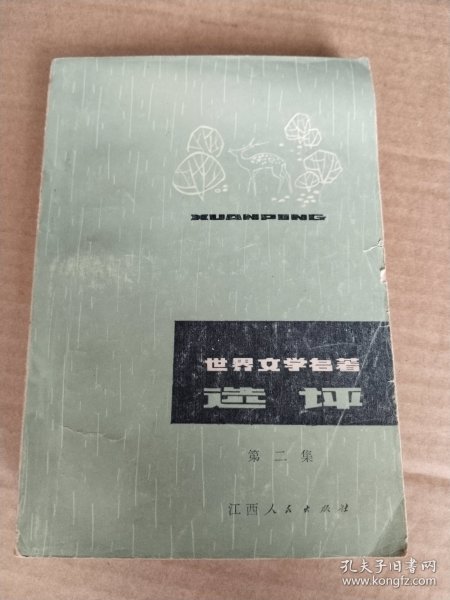 XUANPING
世界文学名著
选评
第二集
江西人民出版社
孔夫子旧书网
www.kongfz.com